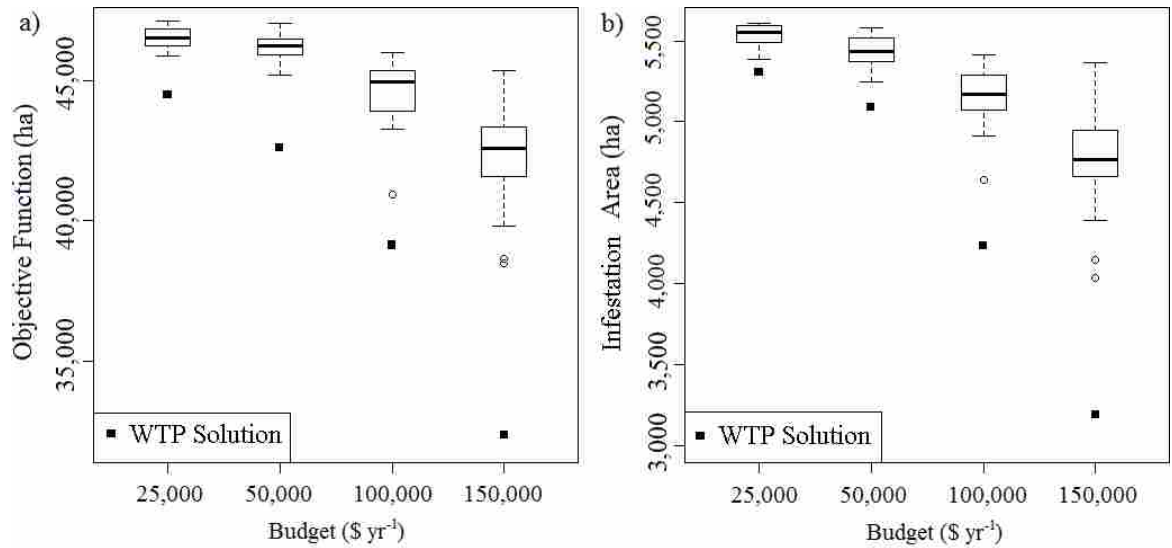 a)
Objective Function (ha)
45,000
40,000
35,000
WTP Solution
25,000 50,000 100,000 150,000
Budget ($ yr⁻¹)
b)
Infestation Area (ha)
5,500
5,000
4,500
4,000
3,500
3,000
WTP Solution
25,000 50,000 100,000 150,000
Budget ($ yr⁻¹)